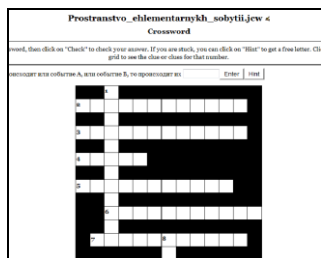 Prostranstvo_ehlementarnykh_sobytii.jcw
Crossword
sword, then click on "Check" to check your answer. If you are stuck, you can click on "Hint" to get a free letter. Cli
grid to see the clue or clues for that number.
оисходит или событие A, или событие B, то происходит их Enter Hint
1
2
3
4
5
6
7 8